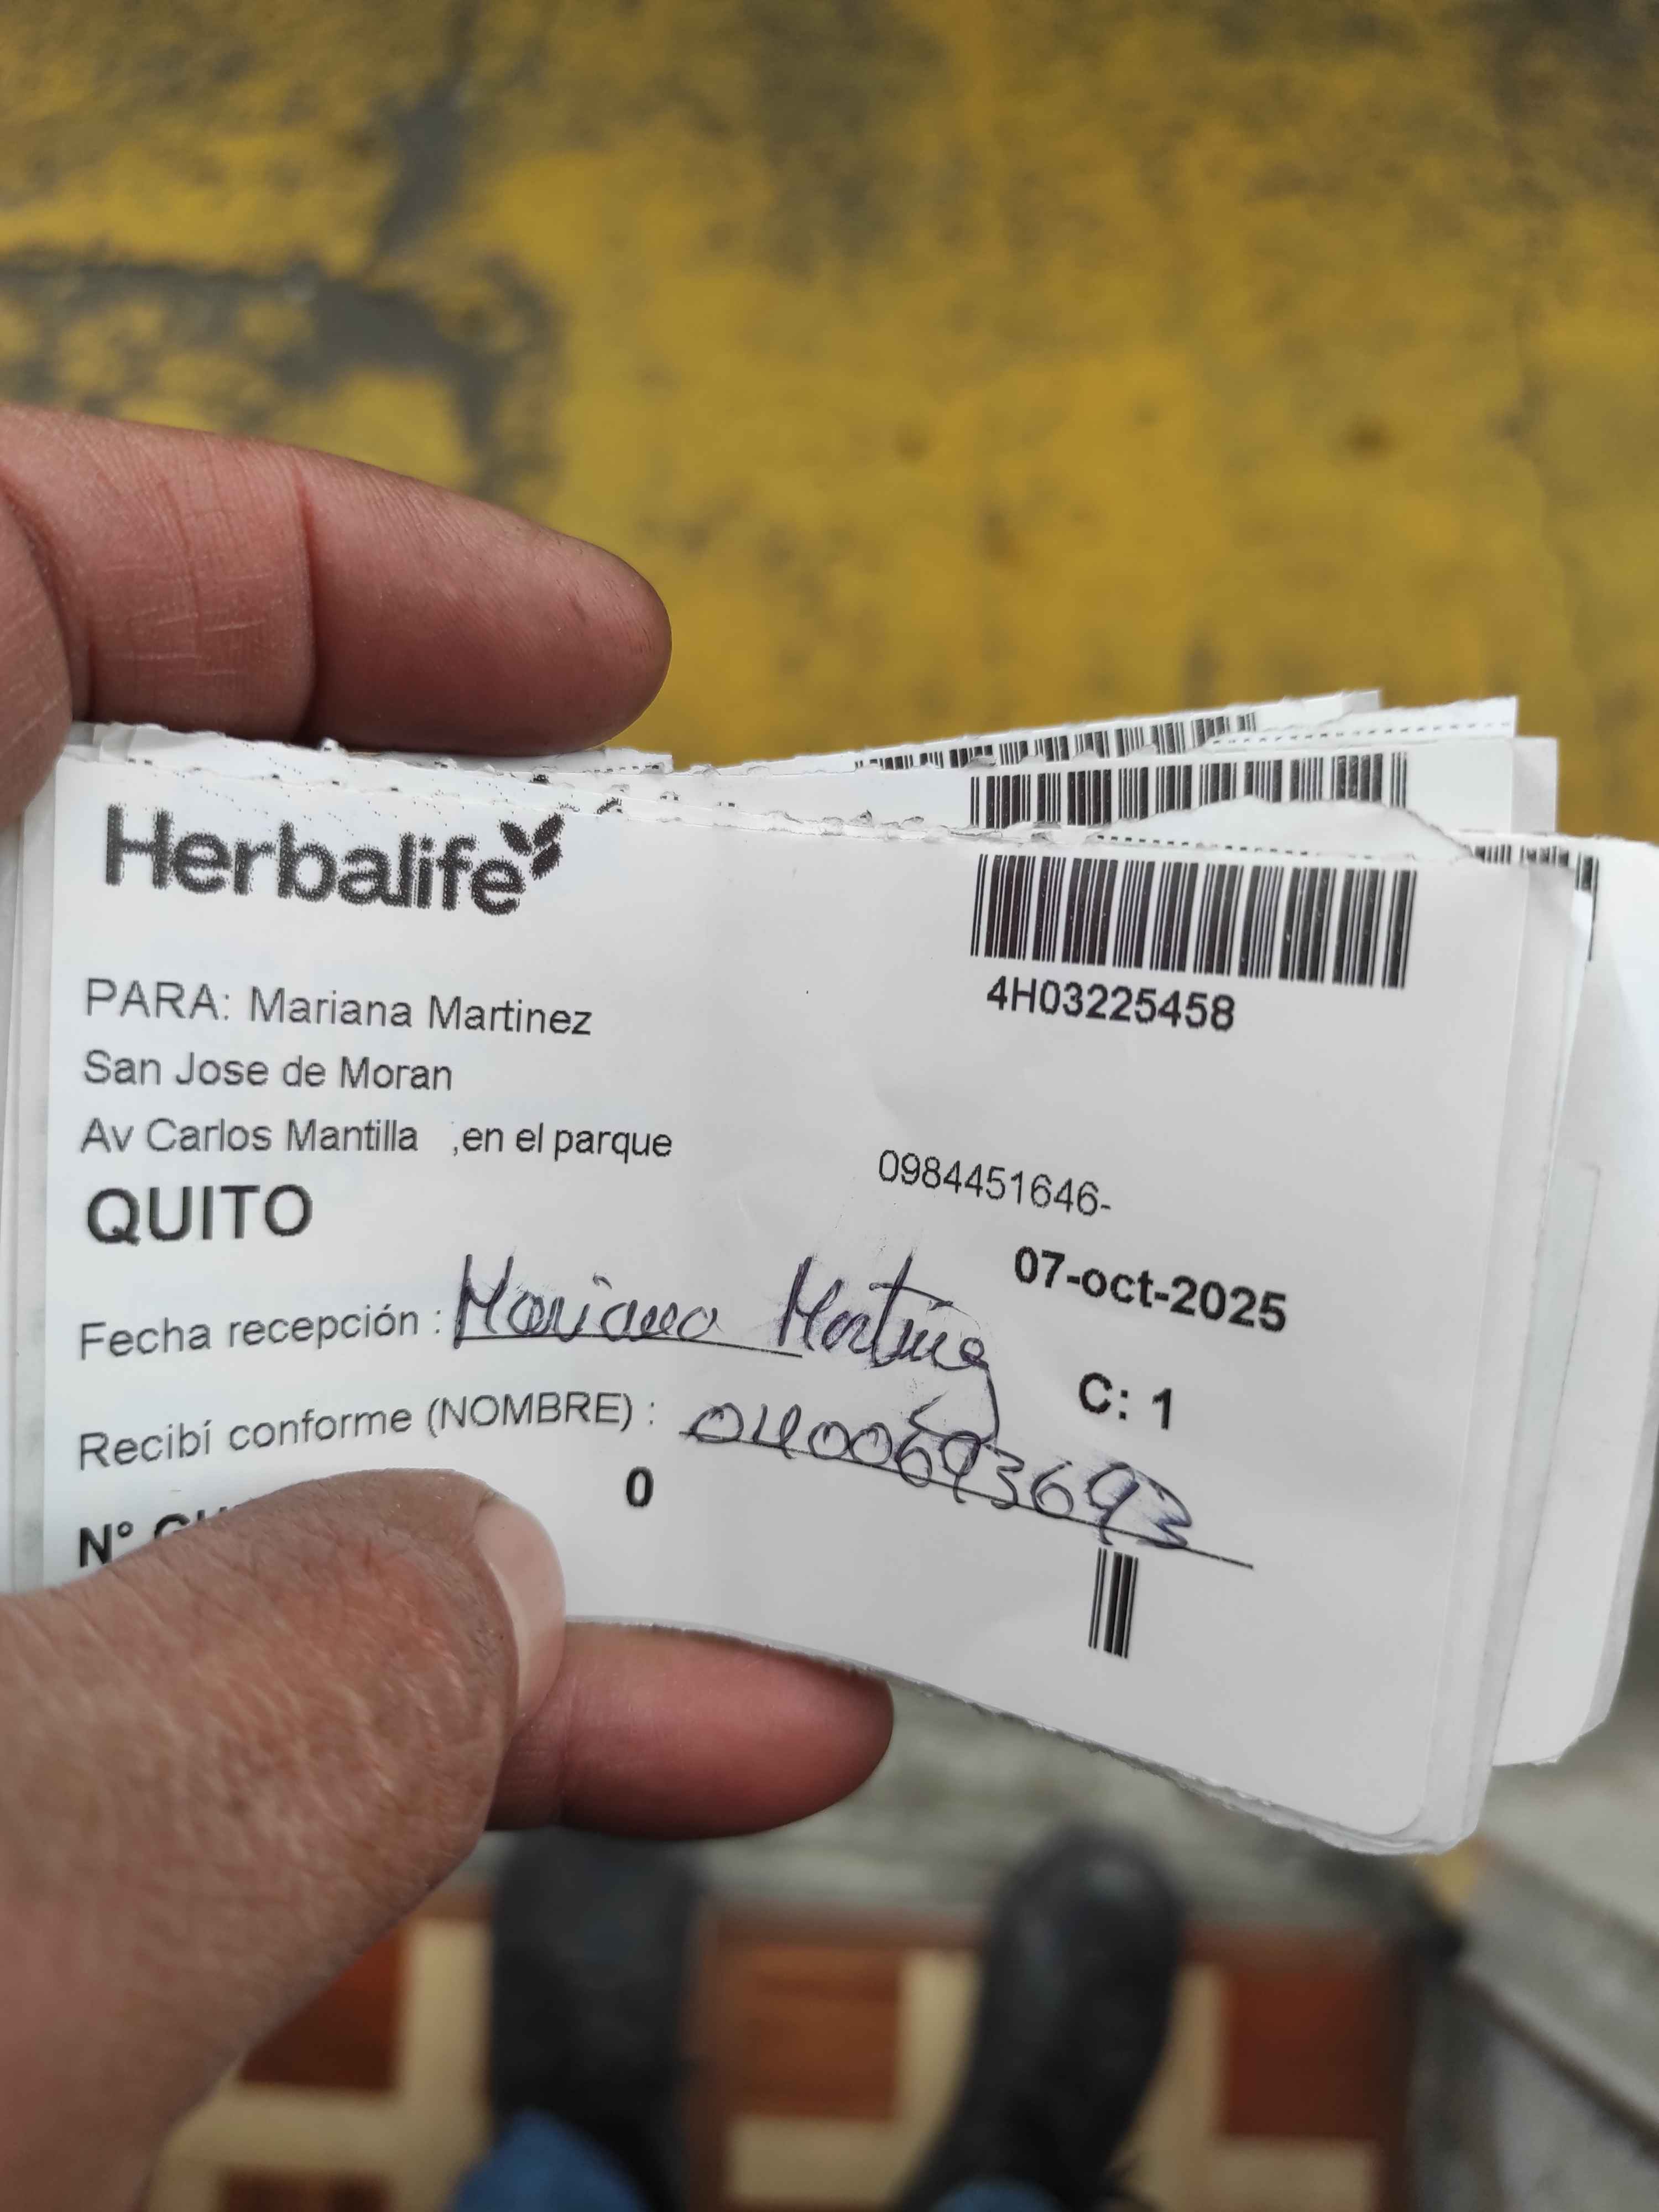 Herbalife
4H03225458
PARA: Mariana Martinez
San Jose de Moran
Av Carlos Mantilla ,en el parque
0984451646-
QUITO
07-oct-2025
Fecha recepción : Mariana Martinez
C: 1
Recibí conforme (NOMBRE) : 0400693693
N° 0